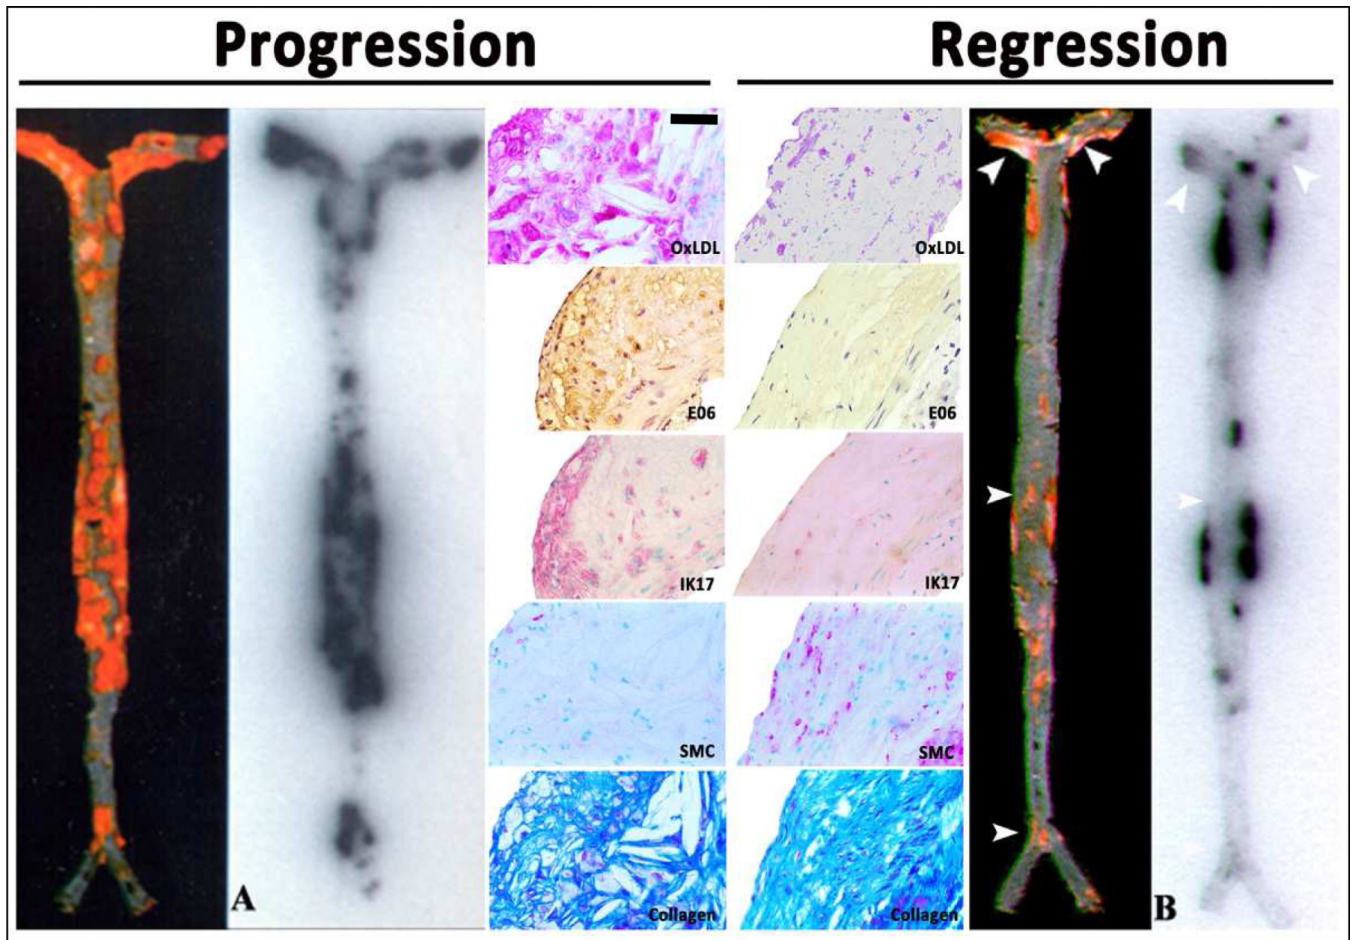 Progression
Regression
OxLDL
OxLDL
E06
E06
IK17
IK17
SMC
SMC
Collagen
Collagen
A
B